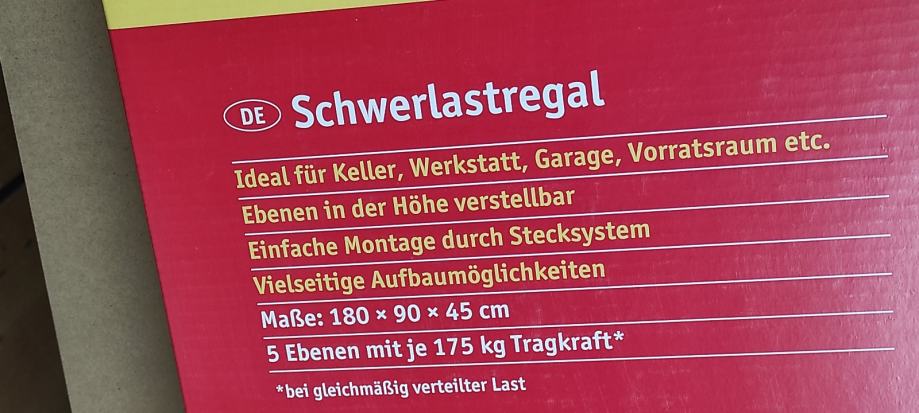 DE Schwerlastregal
Ideal für Keller, Werkstatt, Garage, Vorratsraum etc.
Ebenen in der Höhe verstellbar
Einfache Montage durch Stecksystem
Vielseitige Aufbaumöglichkeiten
Maße: 180 × 90 × 45 cm
5 Ebenen mit je 175 kg Tragkraft*
*bei gleichmäßig verteilter Last